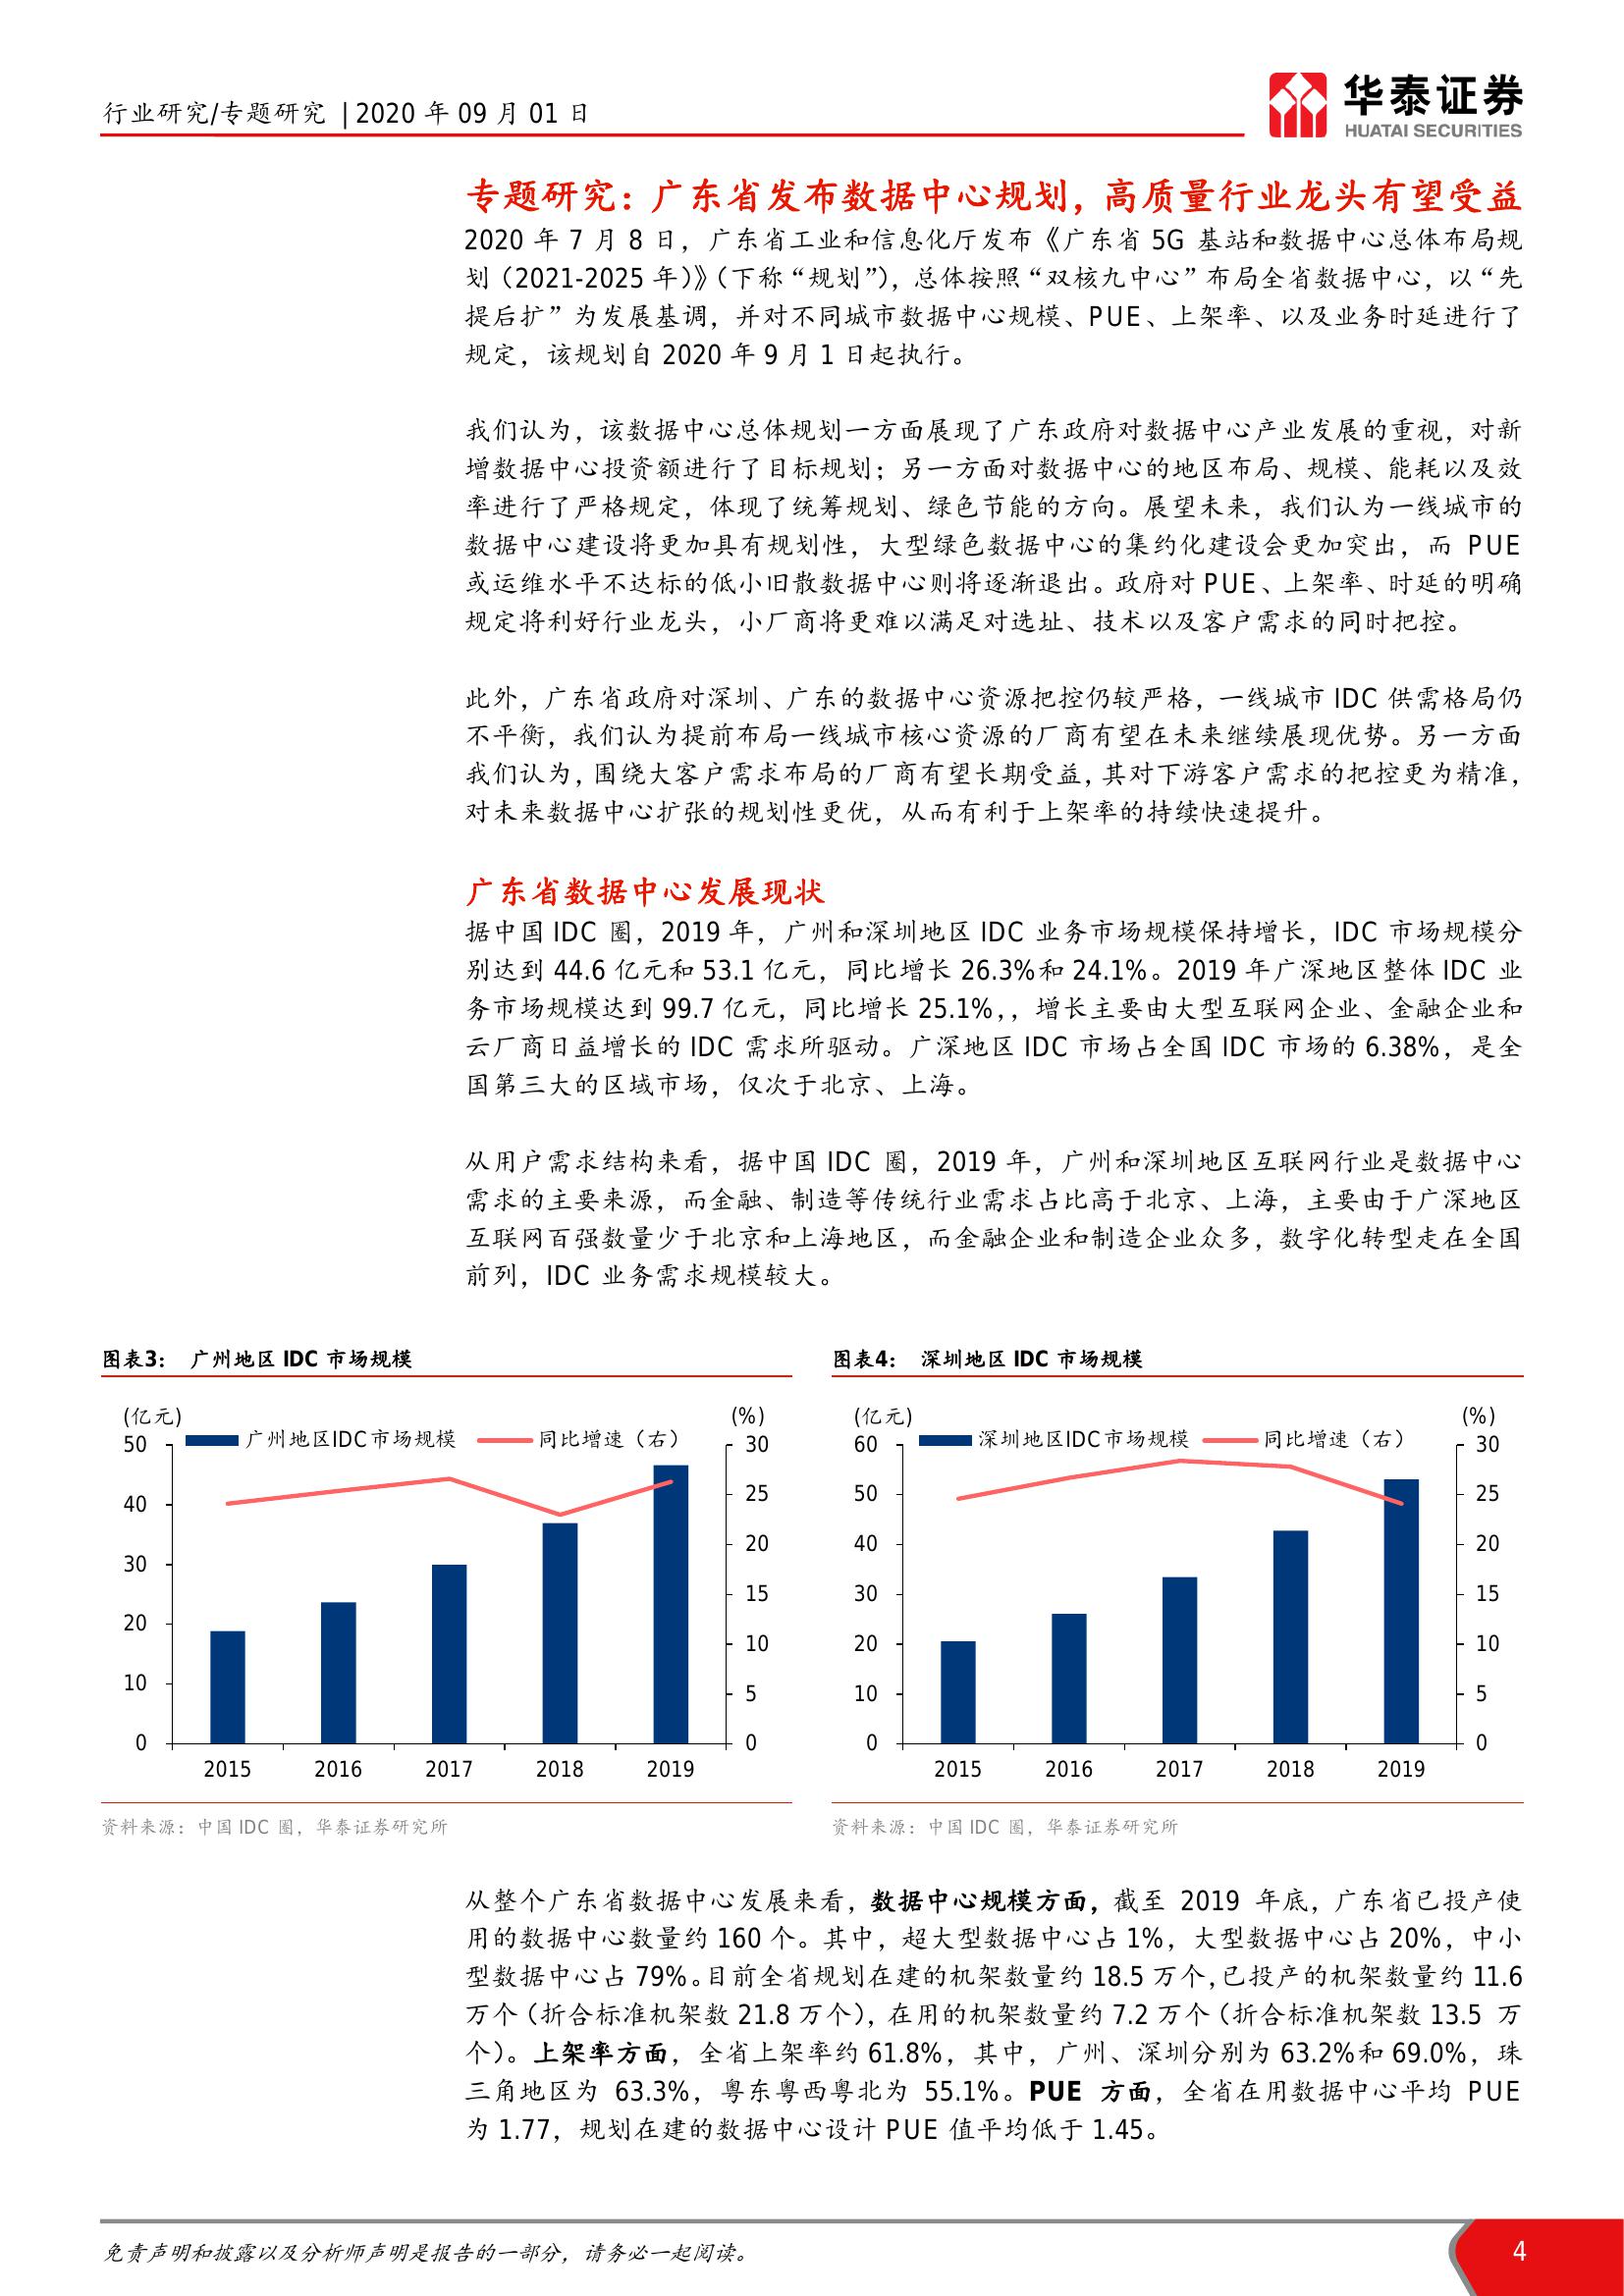 行业研究/专题研究 | 2020 年 09 月 01 日
华泰证券
HUATAI SECURITIES
专题研究：广东省发布数据中心规划，高质量行业龙头有望受益
2020 年 7 月 8 日，广东省工业和信息化厅发布《广东省 5G 基站和数据中心总体布局规
划（2021-2025 年）》（下称“规划”），总体按照“双核九中心”布局全省数据中心，以“先
提后扩”为发展基调，并对不同城市数据中心规模、PUE、上架率、以及业务时延进行了
规定，该规划自 2020 年 9 月 1 日起执行。
我们认为，该数据中心总体规划一方面展现了广东政府对数据中心产业发展的重视，对新
增数据中心投资额进行了目标规划；另一方面对数据中心的地区布局、规模、能耗以及效
率进行了严格规定，体现了统筹规划、绿色节能的方向。展望未来，我们认为一线城市的
数据中心建设将更加具有规划性，大型绿色数据中心的集约化建设会更加突出，而 PUE
或运维水平不达标的低小旧散数据中心则将逐渐退出。政府对 PUE、上架率、时延的明确
规定将利好行业龙头，小厂商将更难以满足对选址、技术以及客户需求的同时把控。
此外，广东省政府对深圳、广东的数据中心资源把控仍较严格，一线城市 IDC 供需格局仍
不平衡，我们认为提前布局一线城市核心资源的厂商有望在未来继续展现优势。另一方面
我们认为，围绕大客户需求布局的厂商有望长期受益，其对下游客户需求的把控更为精准，
对未来数据中心扩张的规划性更优，从而有利于上架率的持续快速提升。
广东省数据中心发展现状
据中国 IDC 圈，2019 年，广州和深圳地区 IDC 业务市场规模保持增长，IDC 市场规模分
别达到 44.6 亿元和 53.1 亿元，同比增长 26.3%和 24.1%。2019 年广深地区整体 IDC 业
务市场规模达到 99.7 亿元，同比增长 25.1%，，增长主要由大型互联网企业、金融企业和
云厂商日益增长的 IDC 需求所驱动。广深地区 IDC 市场占全国 IDC 市场的 6.38%，是全
国第三大的区域市场，仅次于北京、上海。
从用户需求结构来看，据中国 IDC 圈，2019 年，广州和深圳地区互联网行业是数据中心
需求的主要来源，而金融、制造等传统行业需求占比高于北京、上海，主要由于广深地区
互联网百强数量少于北京和上海地区，而金融企业和制造企业众多，数字化转型走在全国
前列，IDC 业务需求规模较大。
图表3： 广州地区 IDC 市场规模
(亿元)
(%)
广州地区IDC市场规模
同比增速（右）
50
40
30
20
10
0
30
25
20
15
10
5
0
2015 2016 2017 2018 2019
资料来源：中国 IDC 圈，华泰证券研究所
图表4： 深圳地区 IDC 市场规模
(亿元)
(%)
深圳地区IDC市场规模
同比增速（右）
60
50
40
30
20
10
0
30
25
20
15
10
5
0
2015 2016 2017 2018 2019
资料来源：中国 IDC 圈，华泰证券研究所
从整个广东省数据中心发展来看，数据中心规模方面，截至 2019 年底，广东省已投产使
用的数据中心数量约 160 个。其中，超大型数据中心占 1%，大型数据中心占 20%，中小
型数据中心占 79%。目前全省规划在建的机架数量约 18.5 万个，已投产的机架数量约 11.6
万个（折合标准机架数 21.8 万个），在用的机架数量约 7.2 万个（折合标准机架数 13.5 万
个）。上架率方面，全省上架率约 61.8%，其中，广州、深圳分别为 63.2%和 69.0%，珠
三角地区为 63.3%，粤东粤西粤北为 55.1%。PUE 方面，全省在用数据中心平均 PUE
为 1.77，规划在建的数据中心设计 PUE 值平均低于 1.45。
免责声明和披露以及分析师声明是报告的一部分，请务必一起阅读。
4